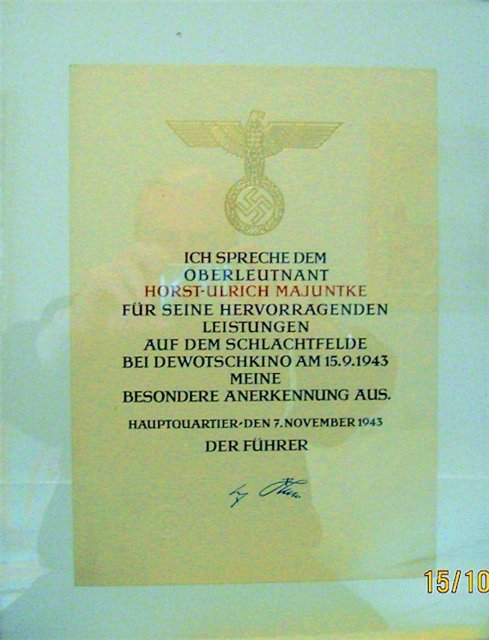 ICH SPRECHE DEM
OBERLEUTNANT
HORST-ULRICH MAJUNTKE
FÜR SEINE HERVORRAGENDEN
LEISTUNGEN
AUF DEM SCHLACHTFELDE
BEI DEWOTSCHKINO AM 15.9.1943
MEINE
BESONDERE ANERKENNUNG AUS.
HAUPTQUARTIER·DEN 7. NOVEMBER 1943
DER FÜHRER
15/10